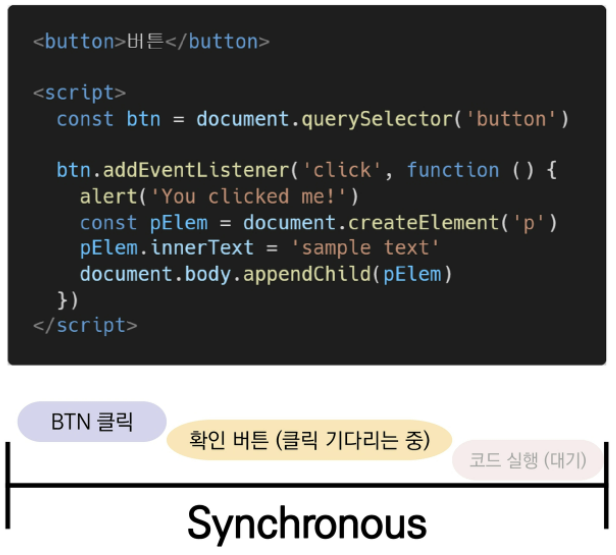 <button>버튼</button>
<script>
const btn = document.querySelector('button')
btn.addEventListener('click', function () {
alert('You clicked me!')
const pElem = document.createElement('p')
pElem.innerText = 'sample text'
document.body.appendChild(pElem)
})
</script>
BTN 클릭
확인 버튼 (클릭 기다리는 중)
코드 실행 (대기)
Synchronous